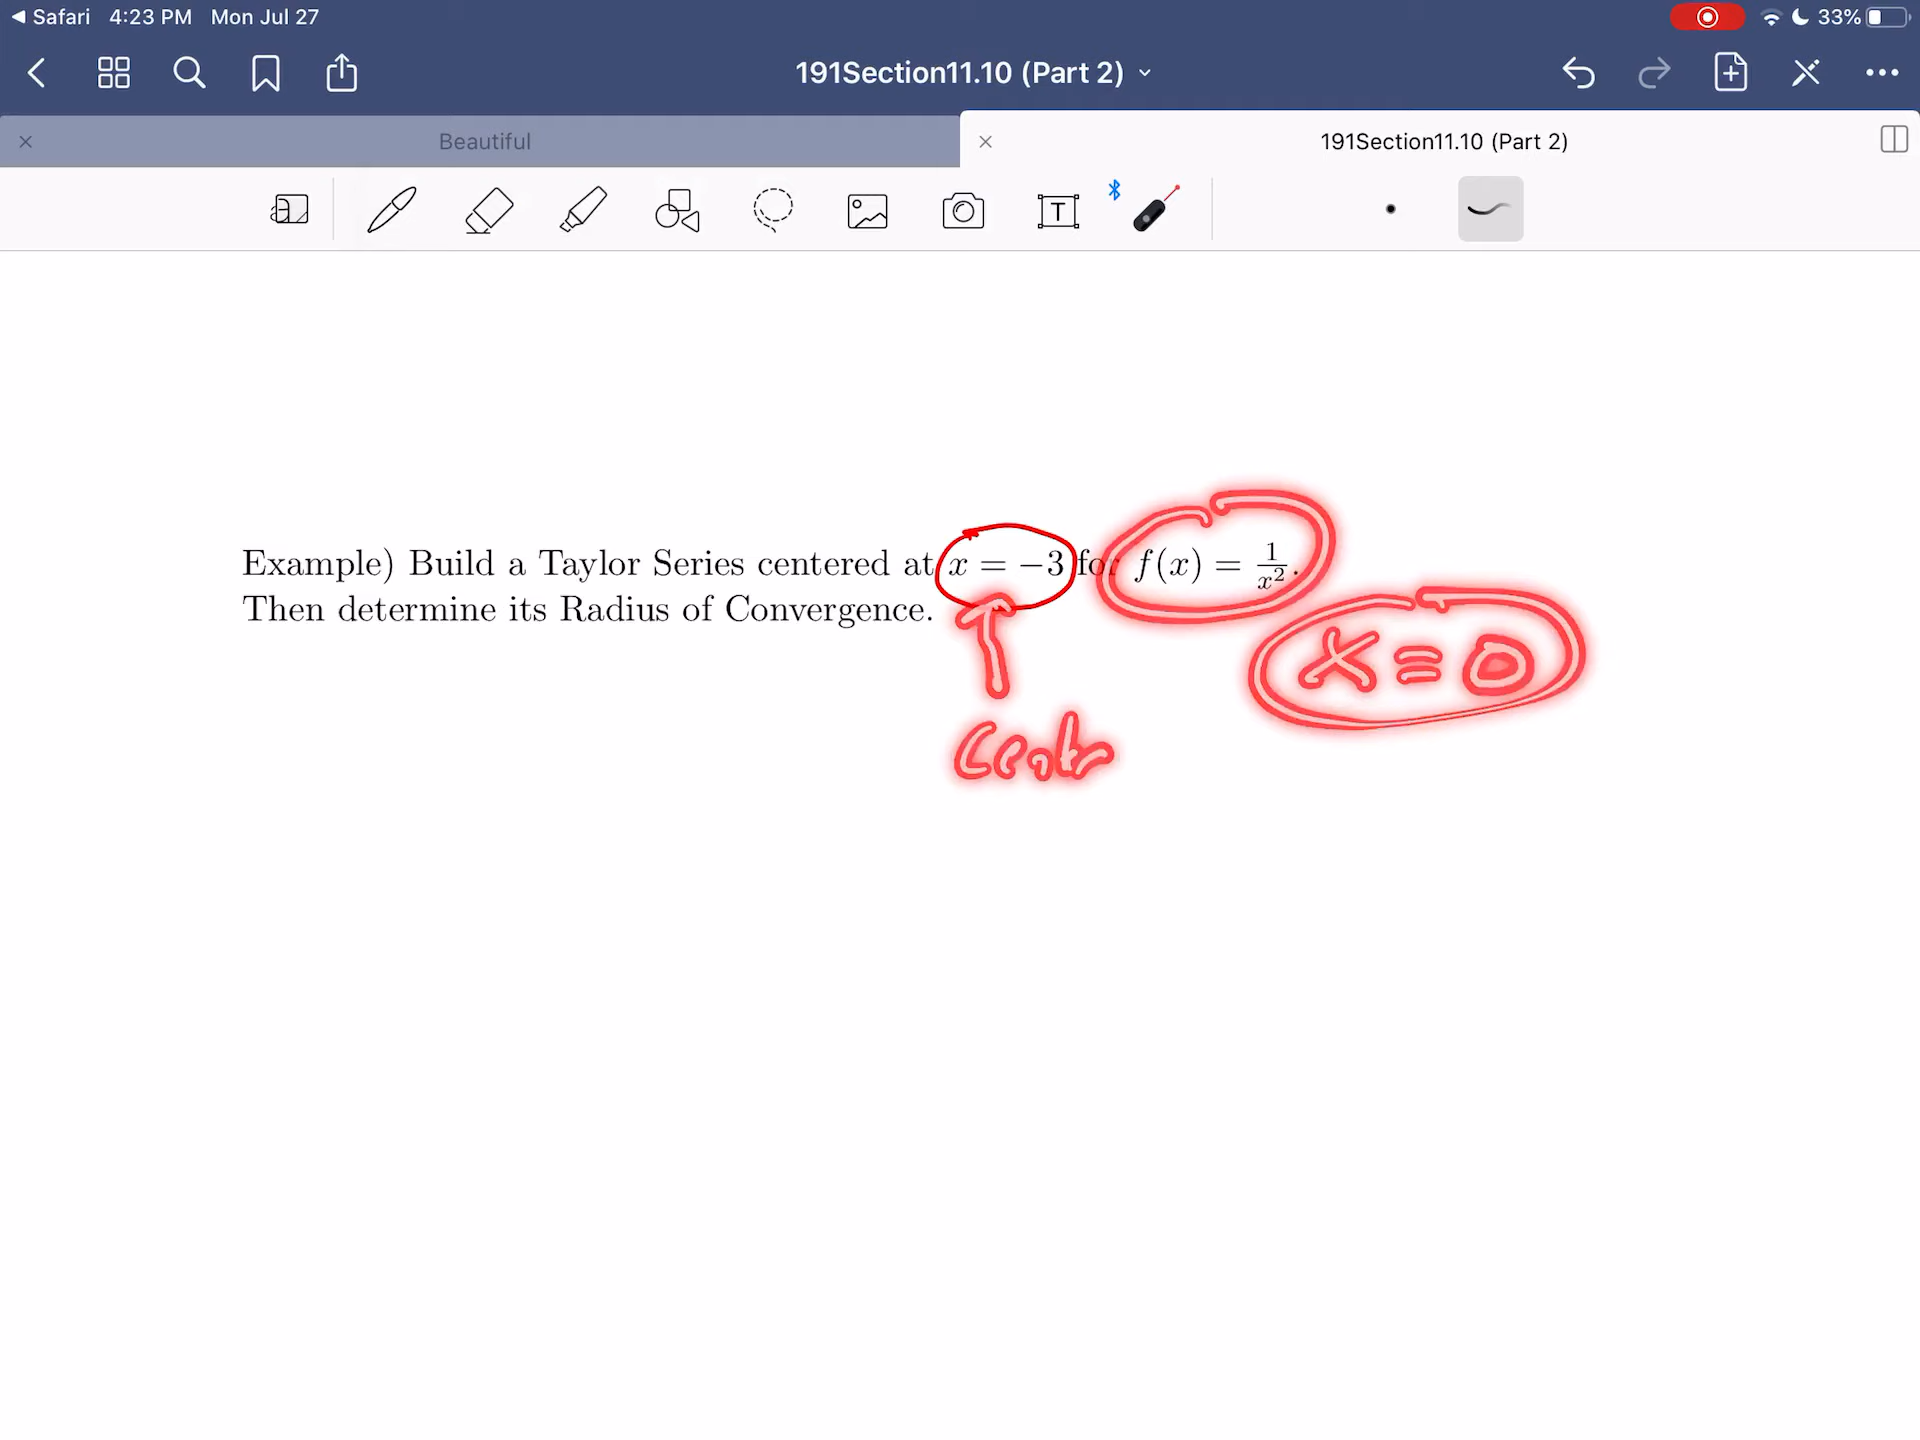 Safari 4:23 PM Mon Jul 27 33%
191Section11.10 (Part 2)
Beautiful
191Section11.10 (Part 2)
T
Example) Build a Taylor Series centered at x = −3 for f(x) = 1/x².
Then determine its Radius of Convergence.
x = 0